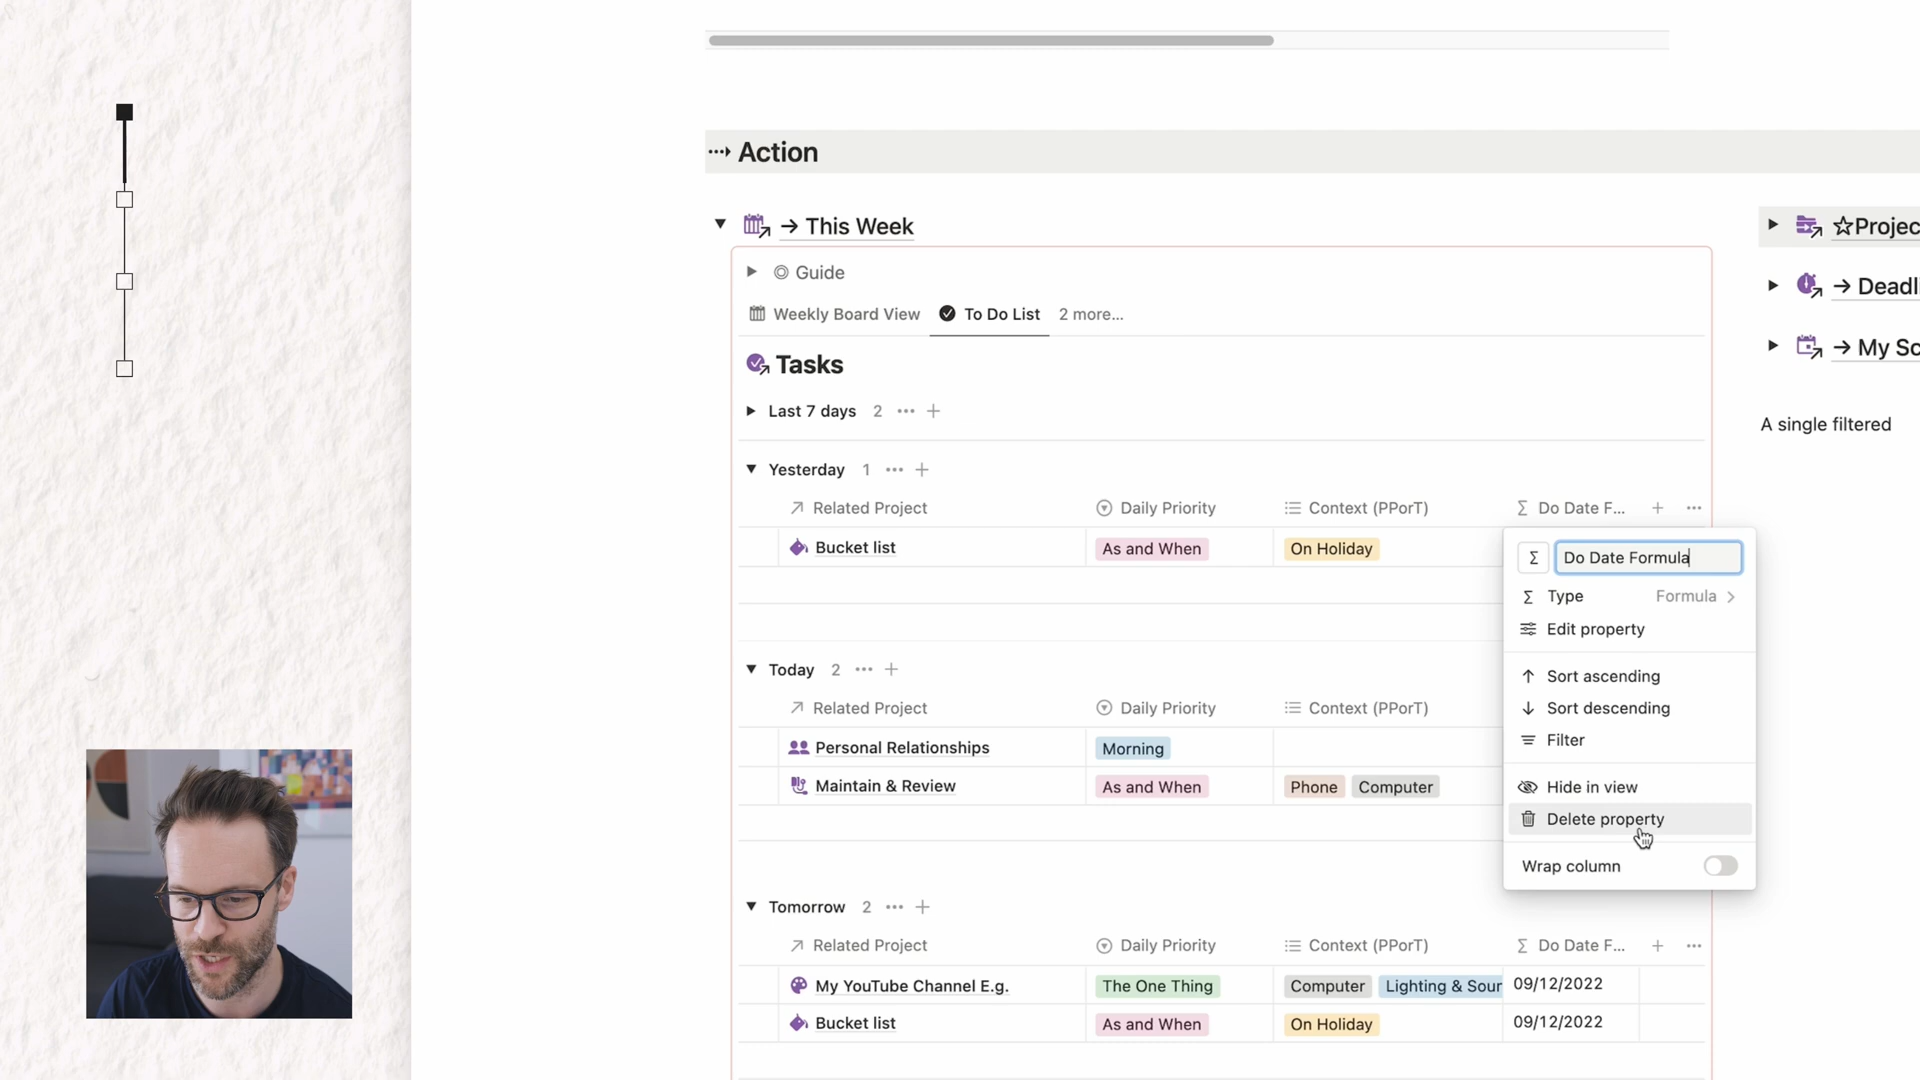 Action
→ This Week
Guide
Weekly Board View To Do List 2 more...
Tasks
Last 7 days 2
Yesterday 1
Related Project Daily Priority Context (PPorT) Do Date F...
Bucket list As and When On Holiday
Do Date Formula
Type Formula
Edit property
Sort ascending
Sort descending
Filter
Hide in view
Delete property
Wrap column
Today 2
Related Project Daily Priority Context (PPorT)
Personal Relationships Morning
Maintain & Review As and When Phone Computer
Tomorrow 2
Related Project Daily Priority Context (PPorT) Do Date F...
My YouTube Channel E.g. The One Thing Computer Lighting & Sour 09/12/2022
Bucket list As and When On Holiday 09/12/2022
☆Projec
→ Deadli
→ My Sc
A single filtered